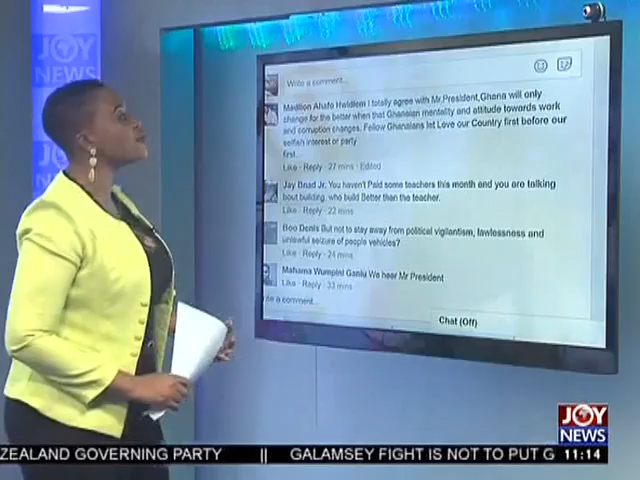 JOY
NEWS
JO
Write a comment...
Madilion Ahafo Hwidiem I totally agree with Mr.President,Ghana will only
change for the better when that Ghanaian mentality and attitude towards work
and corruption changes. Fellow Ghanaians let Love our Country first before our
selfish interest or party
first..
Like · Reply · 27 mins · Edited
Jay Dnad Jr. You haven't Paid some teachers this month and you are talking
bout building, who build Better than the teacher.
Like · Reply · 22 mins
Boo Denis But not to stay away from political vigilantism, lawlessness and
unlawful seizure of people vehicles?
Like · Reply · 24 mins
Mahama Wumpini Ganiu We hear Mr President
Like · Reply · 33 mins
ite a comment...
Chat (Off)
JOY
NEWS
11:14
ZEALAND GOVERNING PARTY || GALAMSEY FIGHT IS NOT TO PUT G